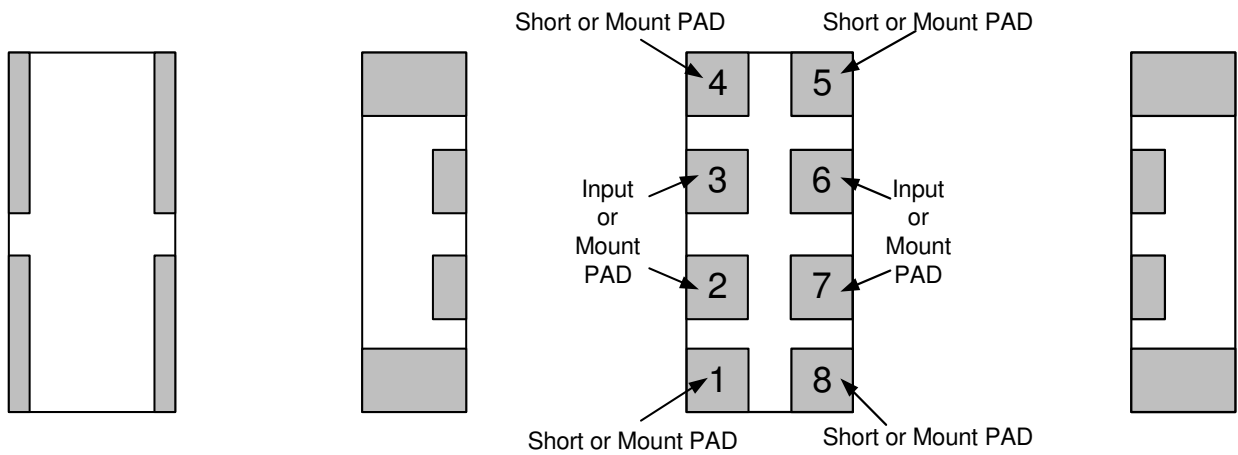 Short or Mount PAD
Short or Mount PAD
4
5
3
6
Input
or
Mount
PAD
Input
or
Mount
PAD
2
7
1
8
Short or Mount PAD
Short or Mount PAD